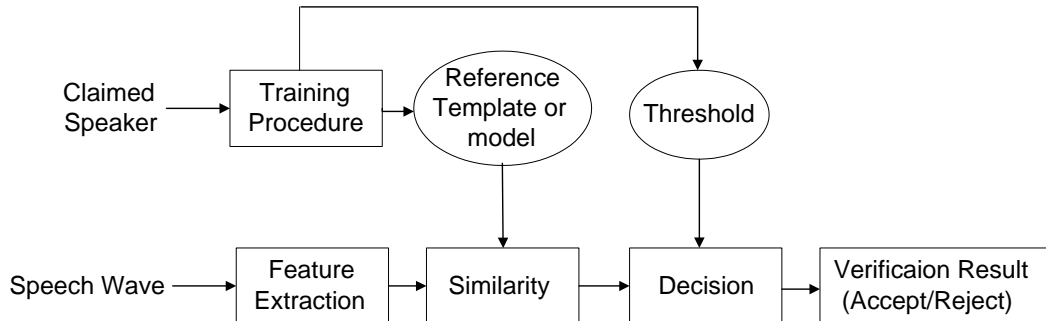 Claimed
Speaker
Training
Procedure
Reference
Template or
model
Threshold
Speech Wave
Feature
Extraction
Similarity
Decision
Verificaion Result
(Accept/Reject)